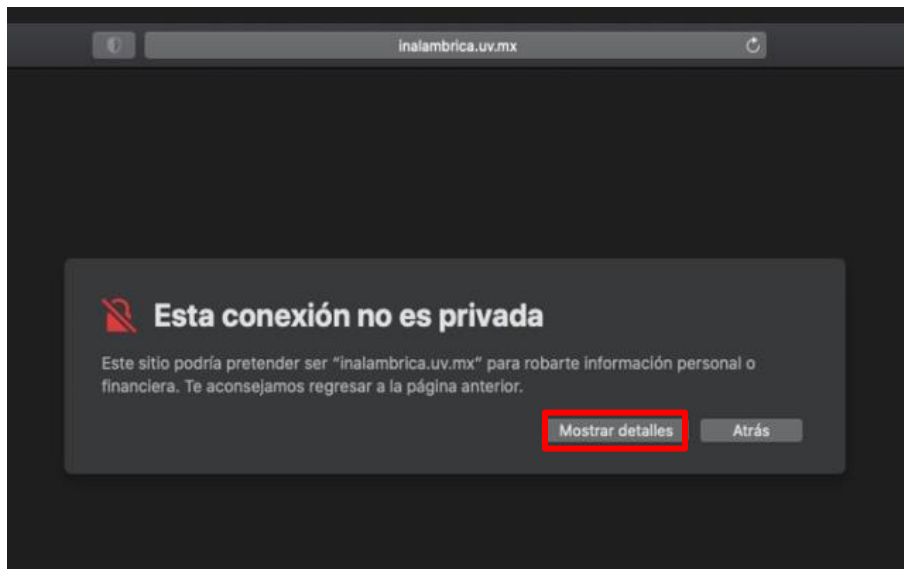 inalambrica.uv.mx
Esta conexión no es privada
Este sitio podría pretender ser “inalambrica.uv.mx” para robarte información personal o
financiera. Te aconsejamos regresar a la página anterior.
Mostrar detalles Atrás